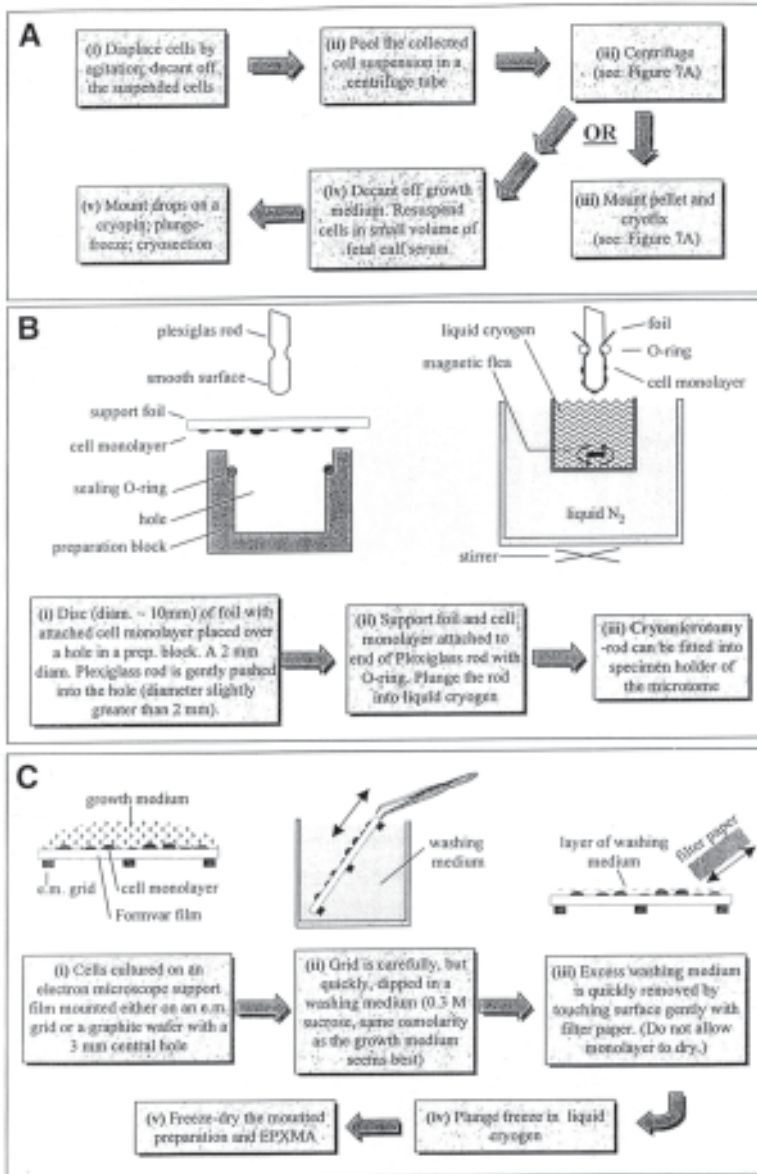 A
(i) Displace cells by
agitation; decant off
the suspended cells
(ii) Pool the collected
cell suspension in a
centrifuge tube
(iii) Centrifuge
(see: Figure 7A)
OR
(v) Mount drops on a
cryopin; plunge-
freeze; cryosection
(iv) Decant off growth
medium. Resuspend
cells in small volume of
fetal calf serum
(iii) Mount pellet and
cryofix
(see: Figure 7A)
B
plexiglas rod
smooth surface
support foil
cell monolayer
sealing O-ring
hole
preparation block
liquid cryogen
magnetic flea
foil
O-ring
cell monolayer
liquid N2
stirrer
(i) Disc (diam. ~ 10mm) of foil with
attached cell monolayer placed over
a hole in a prep. block. A 2 mm
diam. Plexiglass rod is gently pushed
into the hole (diameter slightly
greater than 2 mm).
(ii) Support foil and cell
monolayer attached to
end of Plexiglass rod with
O-ring. Plunge the rod
into liquid cryogen
(iii) Cryomicrotomy
-rod can be fitted into
specimen holder of
the microtome
C
growth medium
e.m. grid
cell monolayer
Formvar film
washing
medium
layer of washing
medium
filter paper
(i) Cells cultured on an
electron microscope support
film mounted either on an e.m.
grid or a graphite wafer with a
3 mm central hole
(ii) Grid is carefully, but
quickly, dipped in a
washing medium (0.3 M
sucrose, same osmolarity
as the growth medium
seems best)
(iii) Excess washing medium
is quickly removed by
touching surface gently with
filter paper. (Do not allow
monolayer to dry.)
(v) Freeze-dry the mounted
preparation and EPXMA
(iv) Plunge freeze in liquid
cryogen